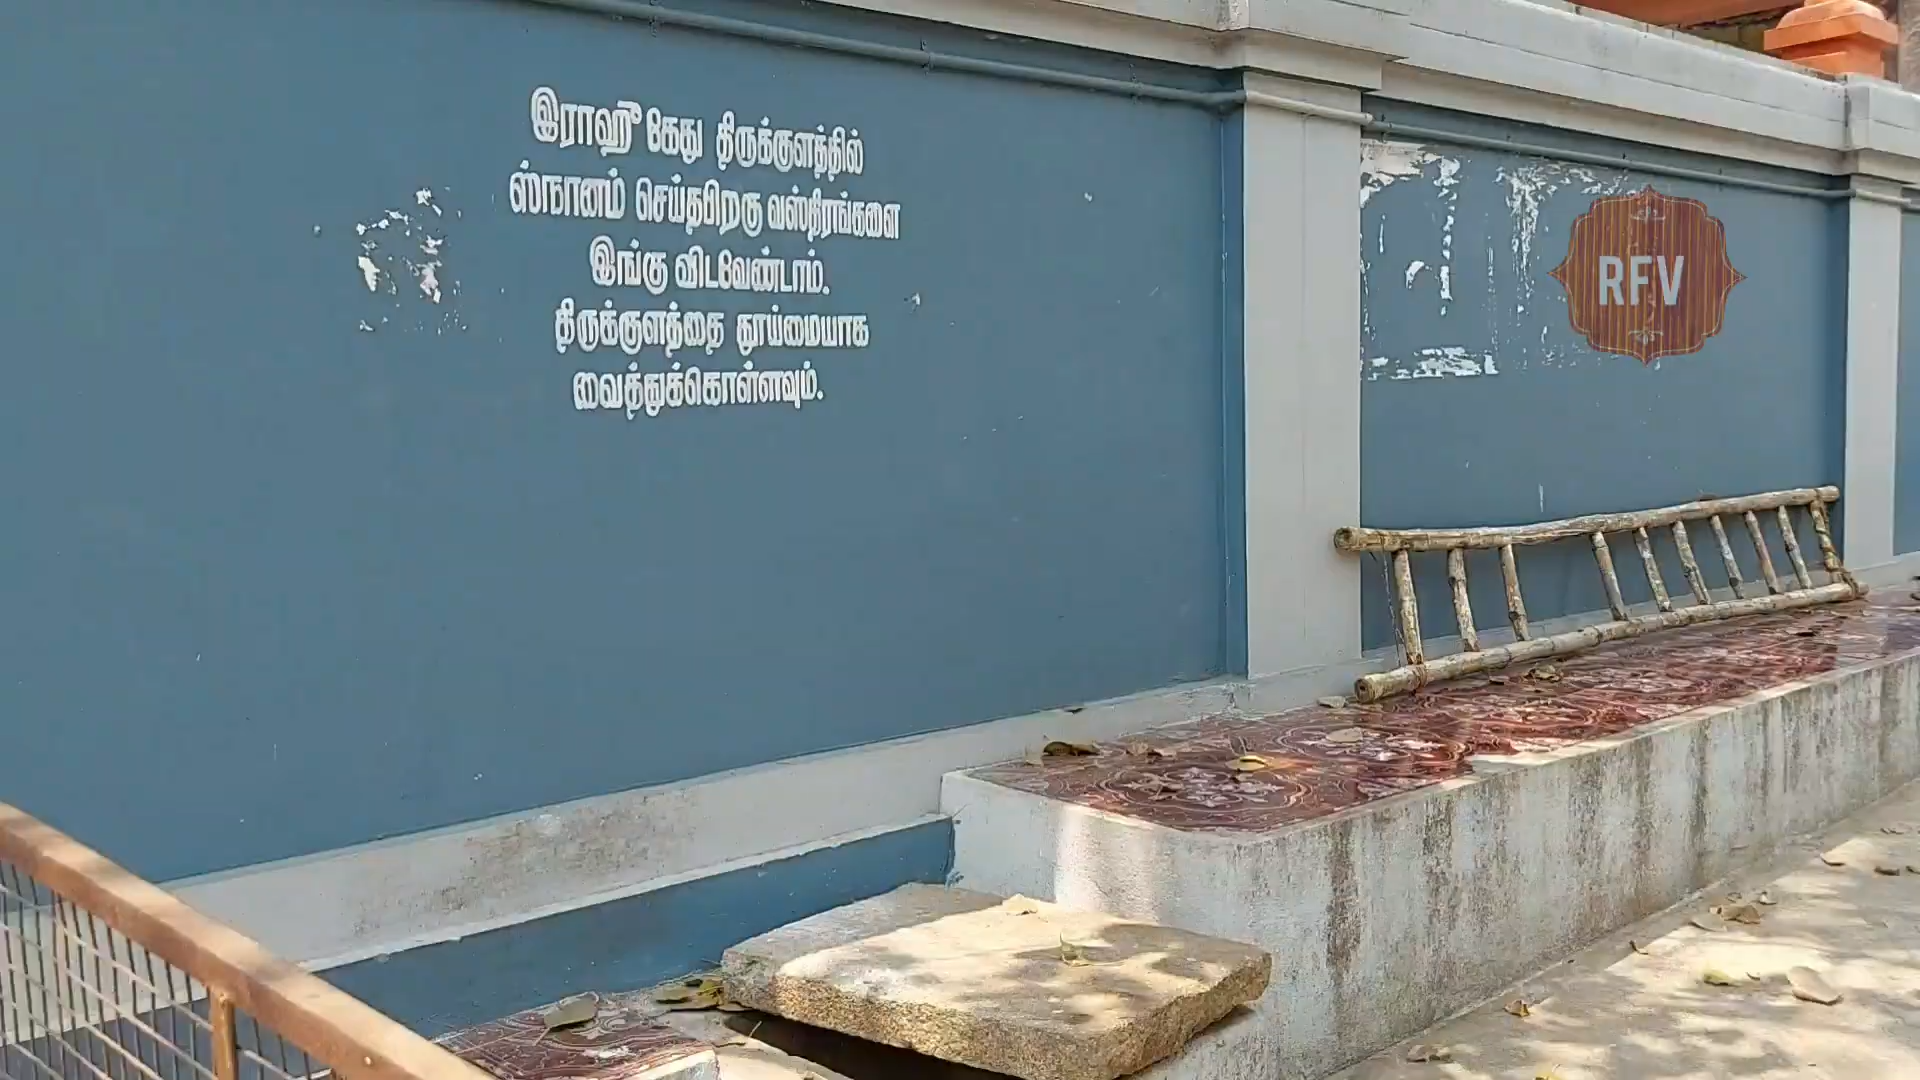 இராஹீ கேது திருக்குளத்தில்
ஸ்நானம் செய்தபிறகு வஸ்திரங்களை
இங்கு விடவேண்டாம்.
திருக்குளத்தை தூய்மையாக
வைத்துக்கொள்ளவும்.
RFV